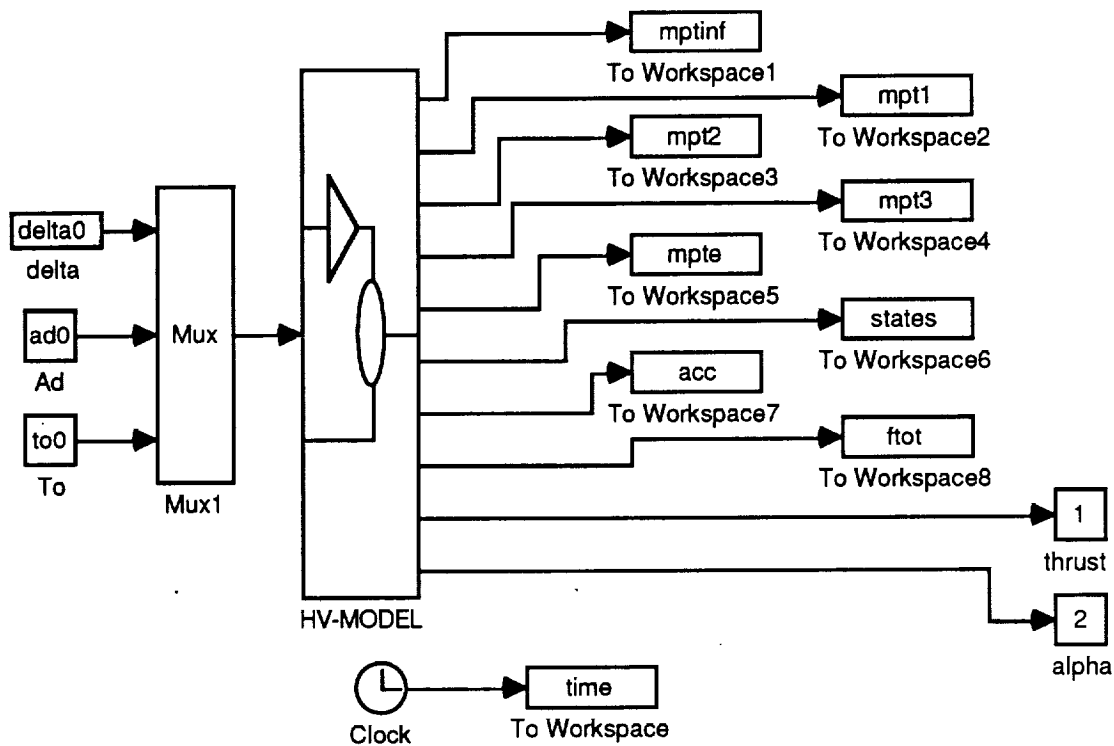 mptinf
To Workspace1
mpt1
To Workspace2
mpt2
To Workspace3
mpt3
To Workspace4
delta0
delta
mpte
To Workspace5
ad0
Ad
Mux
states
To Workspace6
acc
To Workspace7
to0
To
Mux1
ftot
To Workspace8
1
thrust
HV-MODEL
2
alpha
time
Clock
To Workspace